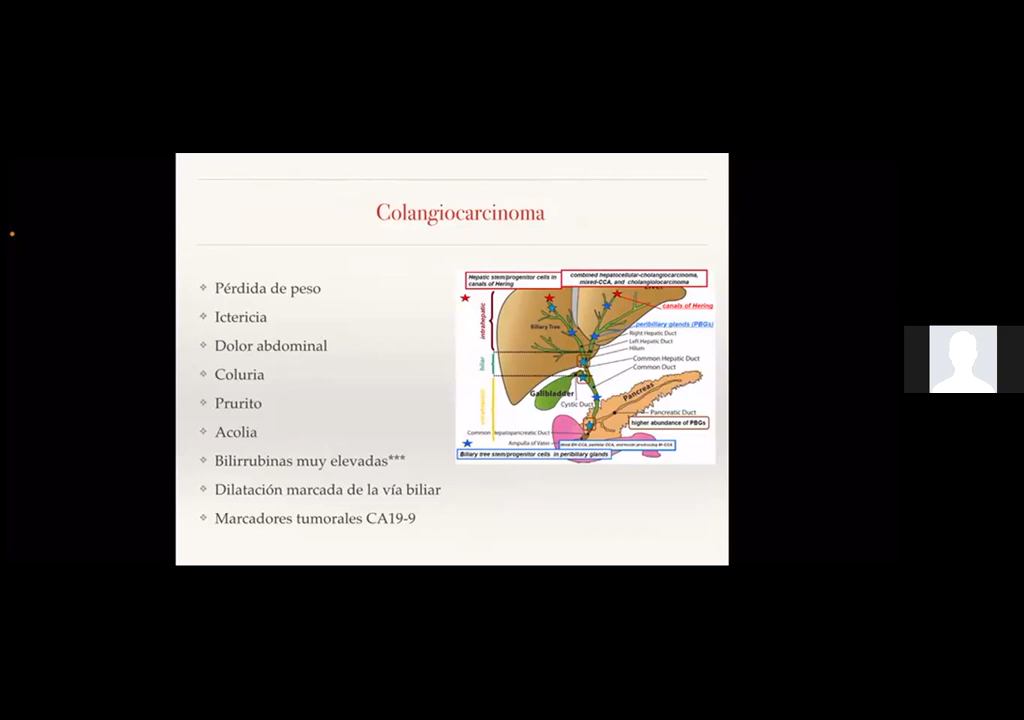 Colangiocarcinoma
Pérdida de peso
Ictericia
Dolor abdominal
Coluria
Prurito
Acolia
Bilirrubinas muy elevadas***
Dilatación marcada de la vía biliar
Marcadores tumorales CA19-9
Hepatic stem/progenitor cells in
canals of Hering
combined hepatocellular-cholangiocarcinoma,
mixed-CCA, and cholangiolocarcinoma
canals of Hering
intrahepatic
Biliary Tree
peribiliary glands (PBGs)
Right Hepatic Duct
Left Hepatic Duct
Hilum
hilar
Common Hepatic Duct
Common Duct
Gallbladder
Cystic Duct
Pancreas
Pancreatic Duct
higher abundance of PBGs
Common Hepatopancreatic Duct
Ampulla of Vater
Biliary tree stem/progenitor cells in peribiliary glands